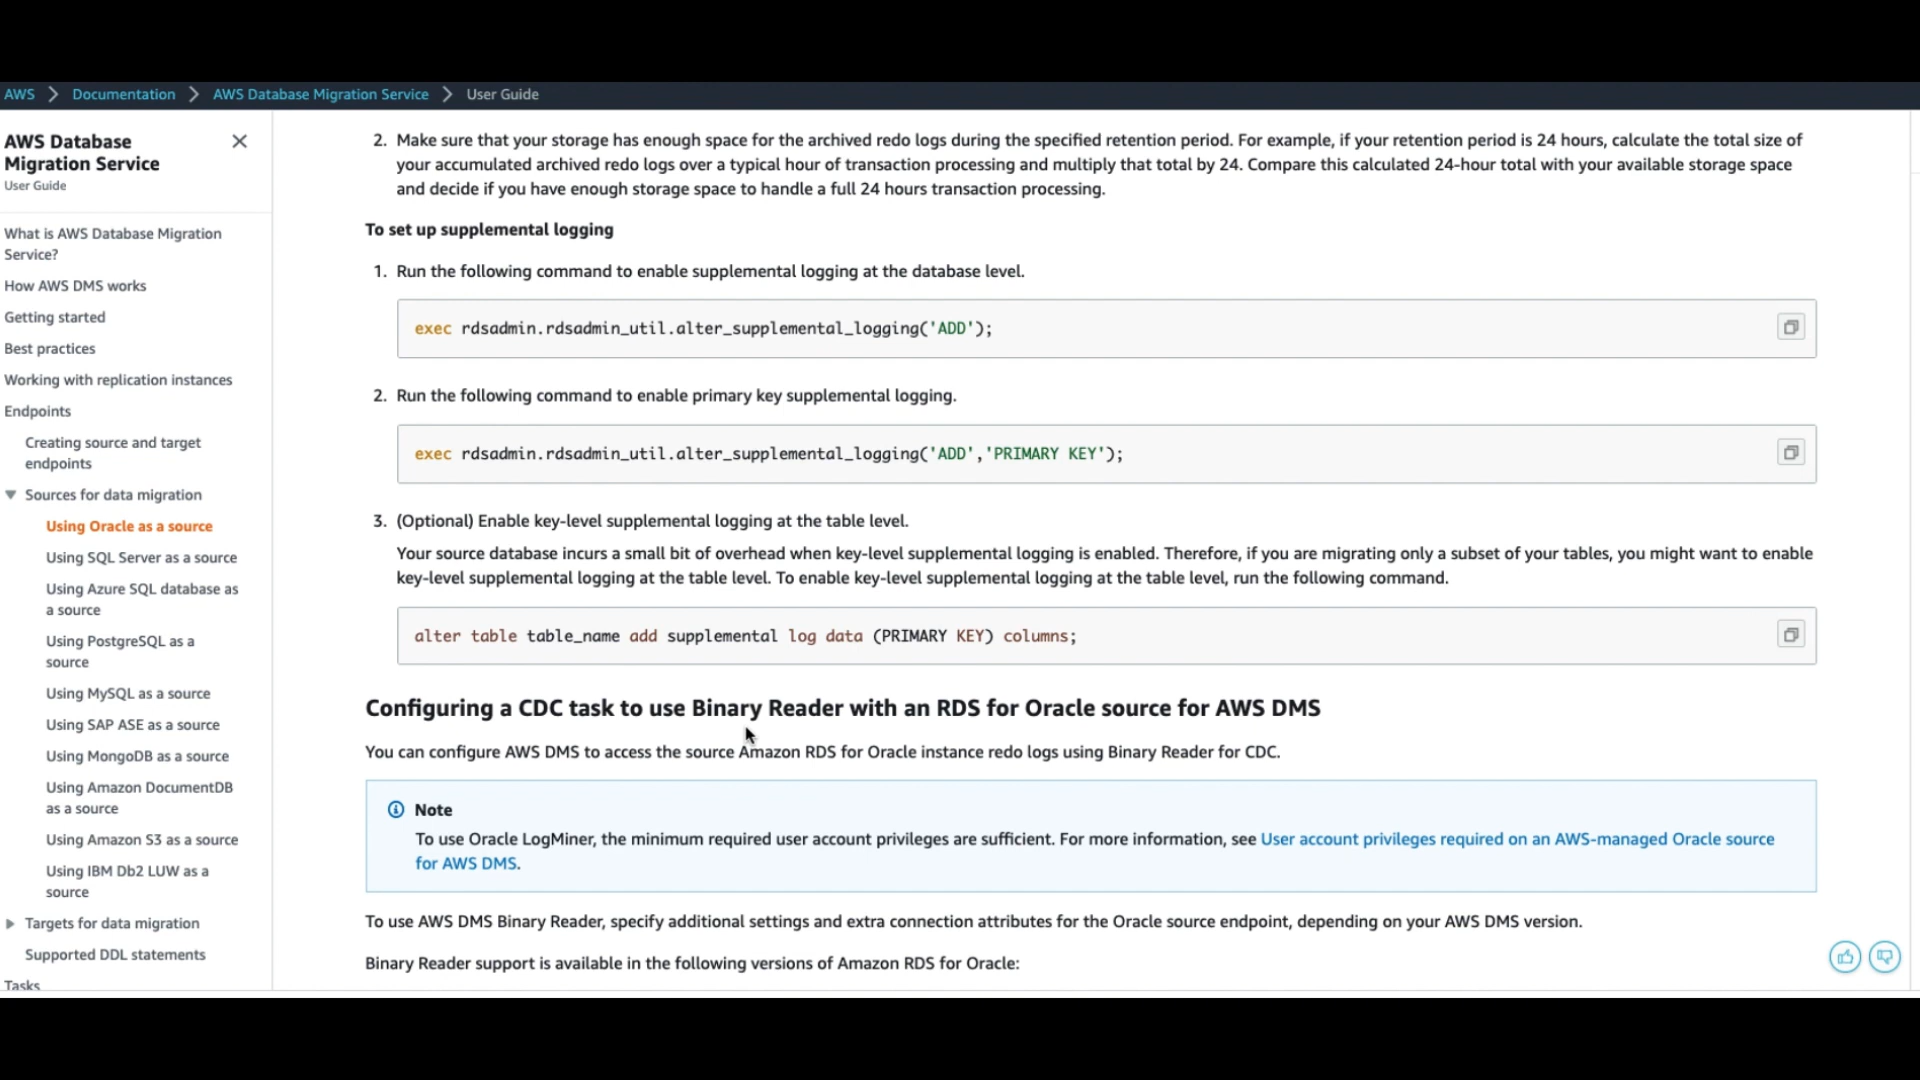 AWS > Documentation > AWS Database Migration Service > User Guide
AWS Database
Migration Service
User Guide
What is AWS Database Migration
Service?
How AWS DMS works
Getting started
Best practices
Working with replication instances
Endpoints
Creating source and target
endpoints
Sources for data migration
Using Oracle as a source
Using SQL Server as a source
Using Azure SQL database as
a source
Using PostgreSQL as a
source
Using MySQL as a source
Using SAP ASE as a source
Using MongoDB as a source
Using Amazon DocumentDB
as a source
Using Amazon S3 as a source
Using IBM Db2 LUW as a
source
Targets for data migration
Supported DDL statements
Tasks
2. Make sure that your storage has enough space for the archived redo logs during the specified retention period. For example, if your retention period is 24 hours, calculate the total size of
your accumulated archived redo logs over a typical hour of transaction processing and multiply that total by 24. Compare this calculated 24-hour total with your available storage space
and decide if you have enough storage space to handle a full 24 hours transaction processing.
To set up supplemental logging
1. Run the following command to enable supplemental logging at the database level.
exec rdsadmin.rdsadmin_util.alter_supplemental_logging('ADD');
2. Run the following command to enable primary key supplemental logging.
exec rdsadmin.rdsadmin_util.alter_supplemental_logging('ADD','PRIMARY KEY');
3. (Optional) Enable key-level supplemental logging at the table level.
Your source database incurs a small bit of overhead when key-level supplemental logging is enabled. Therefore, if you are migrating only a subset of your tables, you might want to enable
key-level supplemental logging at the table level. To enable key-level supplemental logging at the table level, run the following command.
alter table table_name add supplemental log data (PRIMARY KEY) columns;
Configuring a CDC task to use Binary Reader with an RDS for Oracle source for AWS DMS
You can configure AWS DMS to access the source Amazon RDS for Oracle instance redo logs using Binary Reader for CDC.
Note
To use Oracle LogMiner, the minimum required user account privileges are sufficient. For more information, see User account privileges required on an AWS-managed Oracle source
for AWS DMS.
To use AWS DMS Binary Reader, specify additional settings and extra connection attributes for the Oracle source endpoint, depending on your AWS DMS version.
Binary Reader support is available in the following versions of Amazon RDS for Oracle: